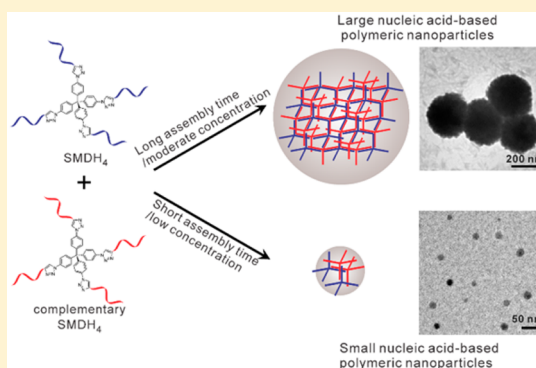 Large nucleic acid-based
polymeric nanoparticles
SMDH4
+
complementary
SMDH4
Long assembly time
/moderate concentration
Short assembly time
/low concentration
200 nm
50 nm
Small nucleic acid-based
polymeric nanoparticles